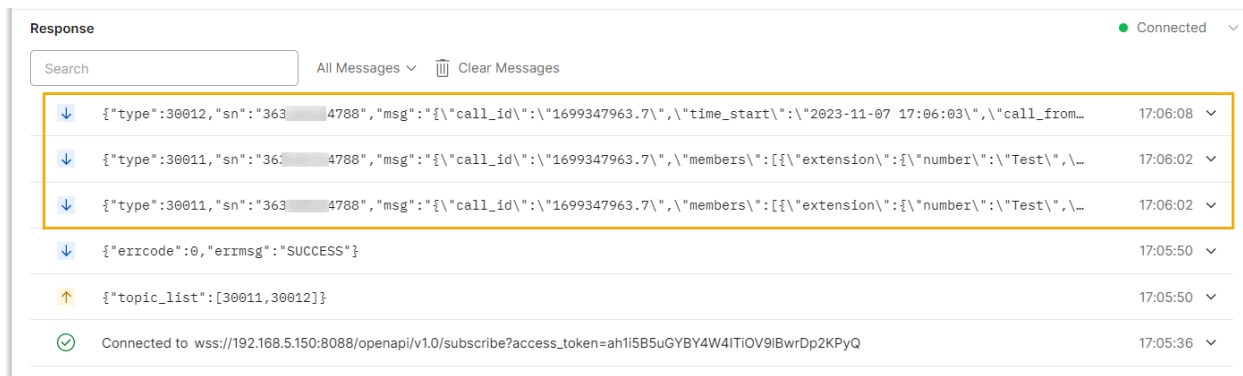 Response
Connected
Search
All Messages
Clear Messages
{"type":30012,"sn":"363 4788","msg":"{\"call_id\":\"1699347963.7\",\"time_start\":\"2023-11-07 17:06:03\",\"call_from… 17:06:08
{"type":30011,"sn":"363 4788","msg":"{\"call_id\":\"1699347963.7\",\"members\":[{\"extension\":{\"number\":\"Test\",\… 17:06:02
{"type":30011,"sn":"363 4788","msg":"{\"call_id\":\"1699347963.7\",\"members\":[{\"extension\":{\"number\":\"Test\",\… 17:06:02
{"errcode":0,"errmsg":"SUCCESS"} 17:05:50
{"topic_list":[30011,30012]} 17:05:50
Connected to wss://192.168.5.150:8088/openapi/v1.0/subscribe?access_token=ah1i5B5uGYBY4W4ITiOV9lBwrDp2KPyQ 17:05:36